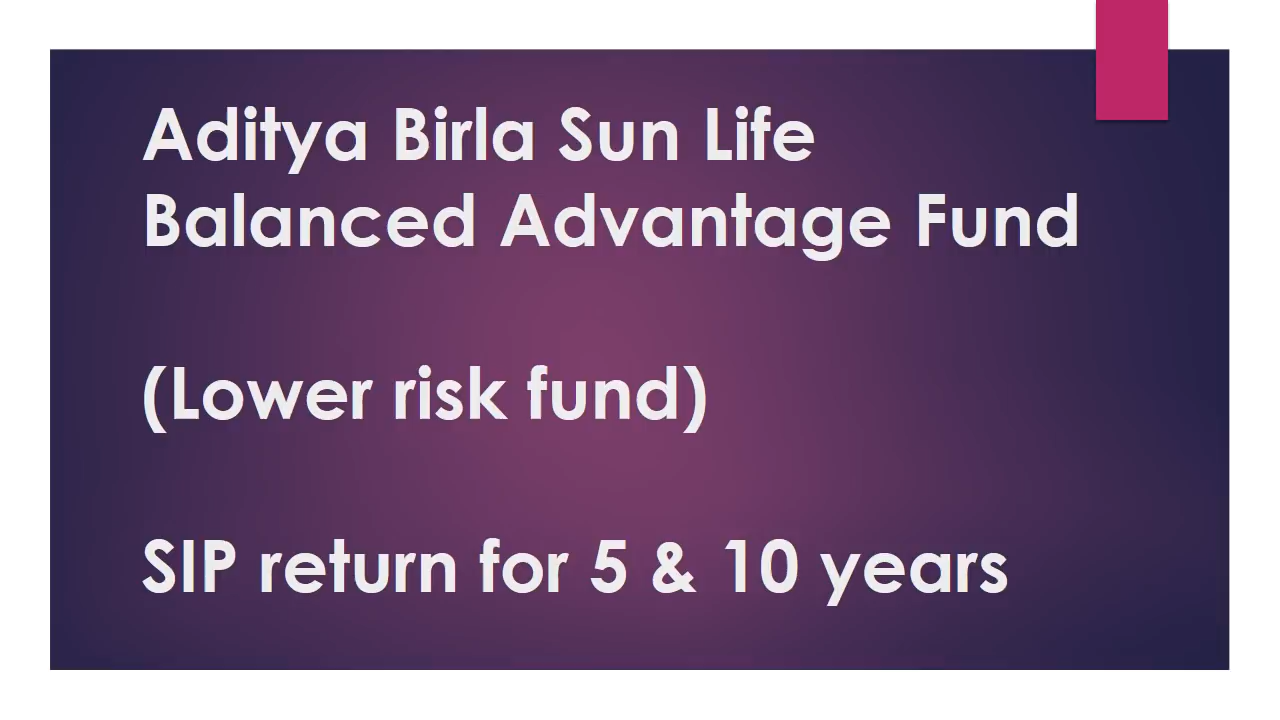 Aditya Birla Sun Life
Balanced Advantage Fund
(Lower risk fund)
SIP return for 5 & 10 years